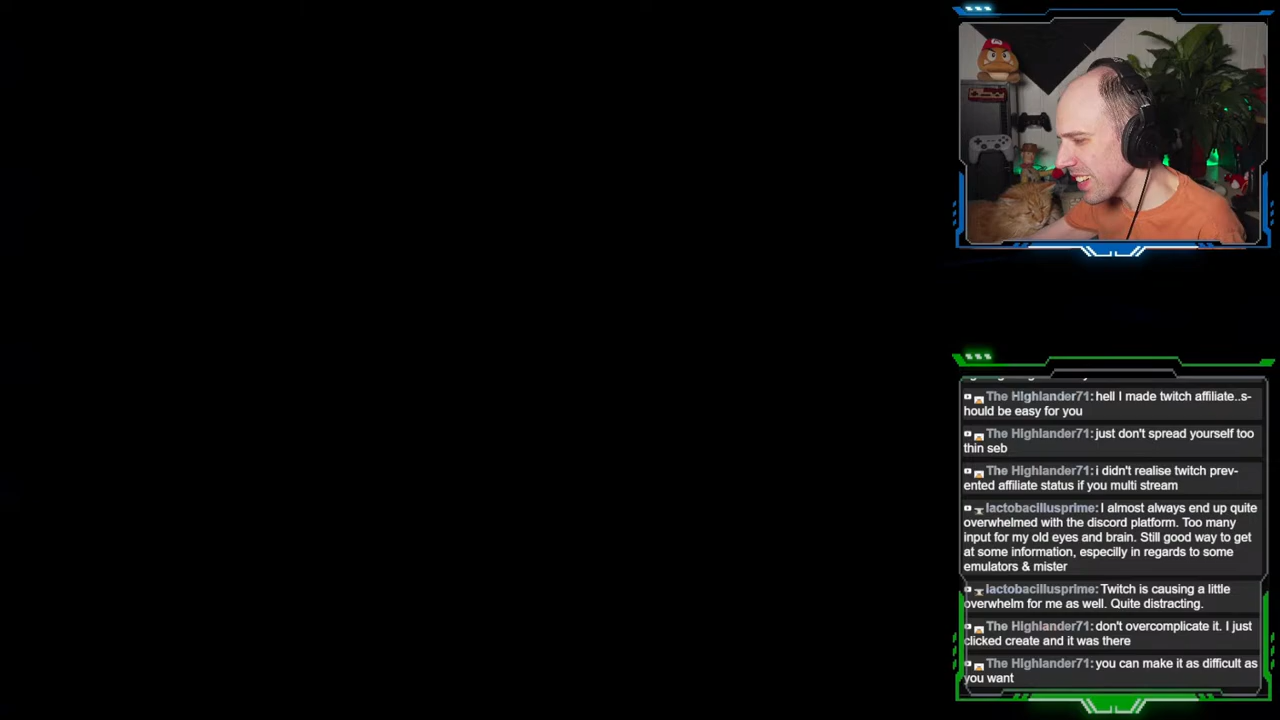 The HIghlander71: hell I made twitch affiliate..s-
hould be easy for you
The HIghlander71: just don't spread yourself too
thin seb
The HIghlander71: i didn't realise twitch prev-
ented affiliate status if you multi stream
lactobacillusprime: I almost always end up quite
overwhelmed with the discord platform. Too many
input for my old eyes and brain. Still good way to get
at some information, especilly in regards to some
emulators & mister
lactobacillusprime: Twitch is causing a little
overwhelm for me as well. Quite distracting.
The HIghlander71: don't overcomplicate it. I just
clicked create and it was there
The HIghlander71: you can make it as difficult as
you want